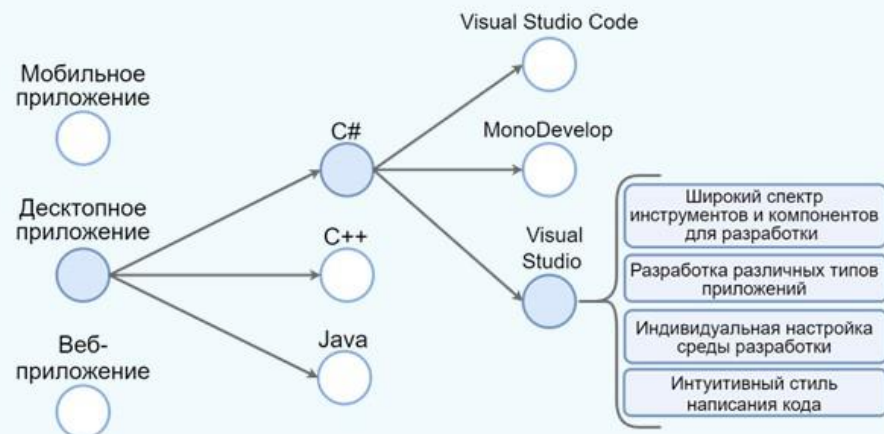 Visual Studio Code
Мобильное
приложение
C#
MonoDevelop
Десктопное
приложение
C++
Visual
Studio
Широкий спектр
инструментов и компонентов
для разработки
Разработка различных типов
приложений
Индивидуальная настройка
среды разработки
Интуитивный стиль
написания кода
Веб-
приложение
Java